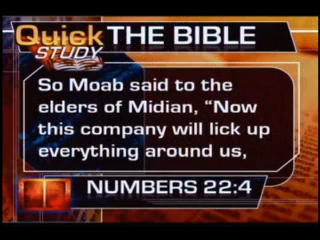 Quick STUDY THE BIBLE
So Moab said to the
elders of Midian, “Now
this company will lick up
everything around us,
NUMBERS 22:4